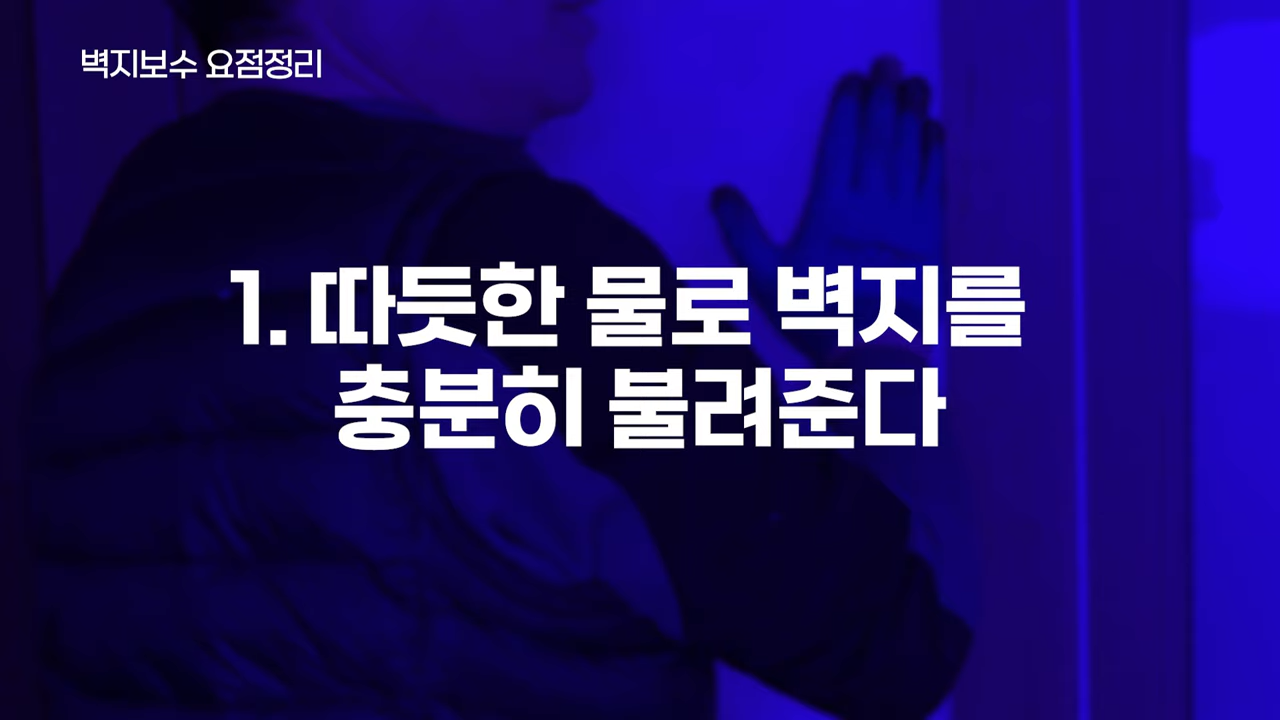 벽지보수 요점정리
1. 따듯한 물로 벽지를
충분히 불려준다